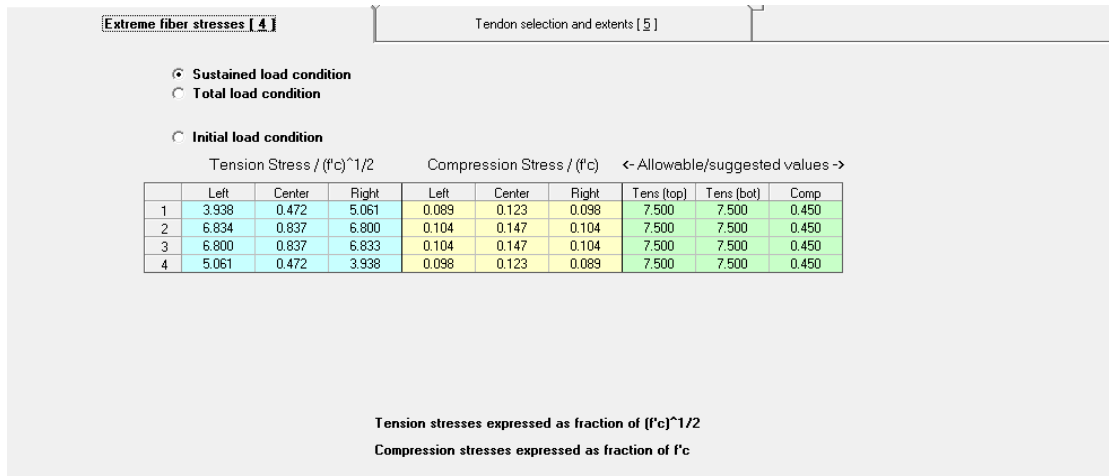 Extreme fiber stresses [ 4 ] Tendon selection and extents [ 5 ]
Sustained load condition
Total load condition
Initial load condition
Tension Stress / (f'c)^1/2 Compression Stress / (f'c) <- Allowable/suggested values ->
Left Center Right Left Center Right Tens (top) Tens (bot) Comp
1 3.938 0.472 5.061 0.089 0.123 0.098 7.500 7.500 0.450
2 6.834 0.837 6.800 0.104 0.147 0.104 7.500 7.500 0.450
3 6.800 0.837 6.833 0.104 0.147 0.104 7.500 7.500 0.450
4 5.061 0.472 3.938 0.098 0.123 0.089 7.500 7.500 0.450
Tension stresses expressed as fraction of (f'c)^1/2
Compression stresses expressed as fraction of f'c